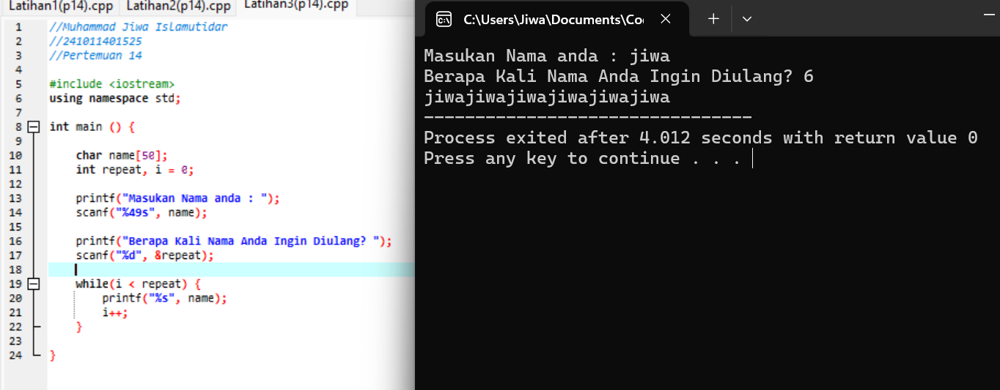 Latihan1(p14).cpp Latihan2(p14).cpp Latihan3(p14).cpp
1 //Muhammad Jiwa Islamutidar
2 //241011401525
3 //Pertemuan 14
4
5 #include <iostream>
6 using namespace std;
7
8 int main () {
9
10 char name[50];
11 int repeat, i = 0;
12
13 printf("Masukan Nama anda : ");
14 scanf("%49s", name);
15
16 printf("Berapa Kali Nama Anda Ingin Diulang? ");
17 scanf("%d", &repeat);
18
19 while(i < repeat) {
20 printf("%s", name);
21 i++;
22 }
23
24 }
C:\Users\Jiwa\Documents\Co
Masukan Nama anda : jiwa
Berapa Kali Nama Anda Ingin Diulang? 6
jiwajiwajiwajiwajiwajiwa
--------------------------------
Process exited after 4.012 seconds with return value 0
Press any key to continue . . .